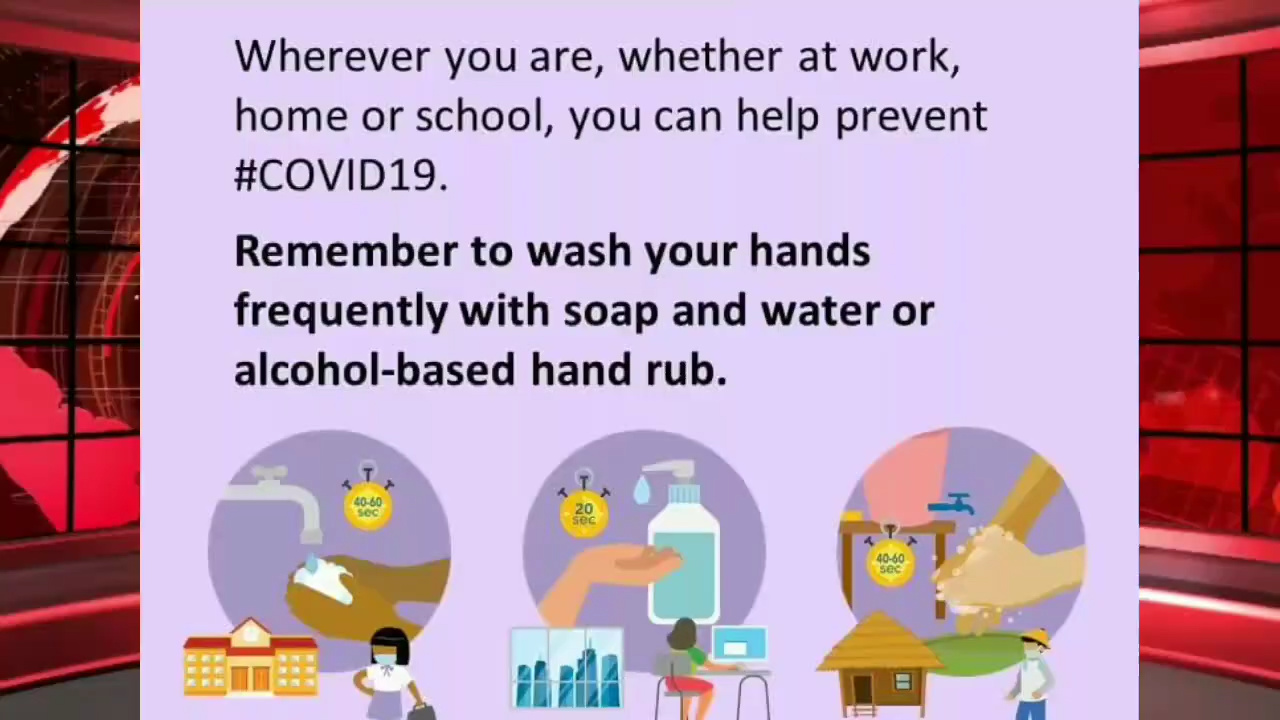 Wherever you are, whether at work,
home or school, you can help prevent
#COVID19.
Remember to wash your hands
frequently with soap and water or
alcohol-based hand rub.
40-60
sec
20
sec
40-60
sec